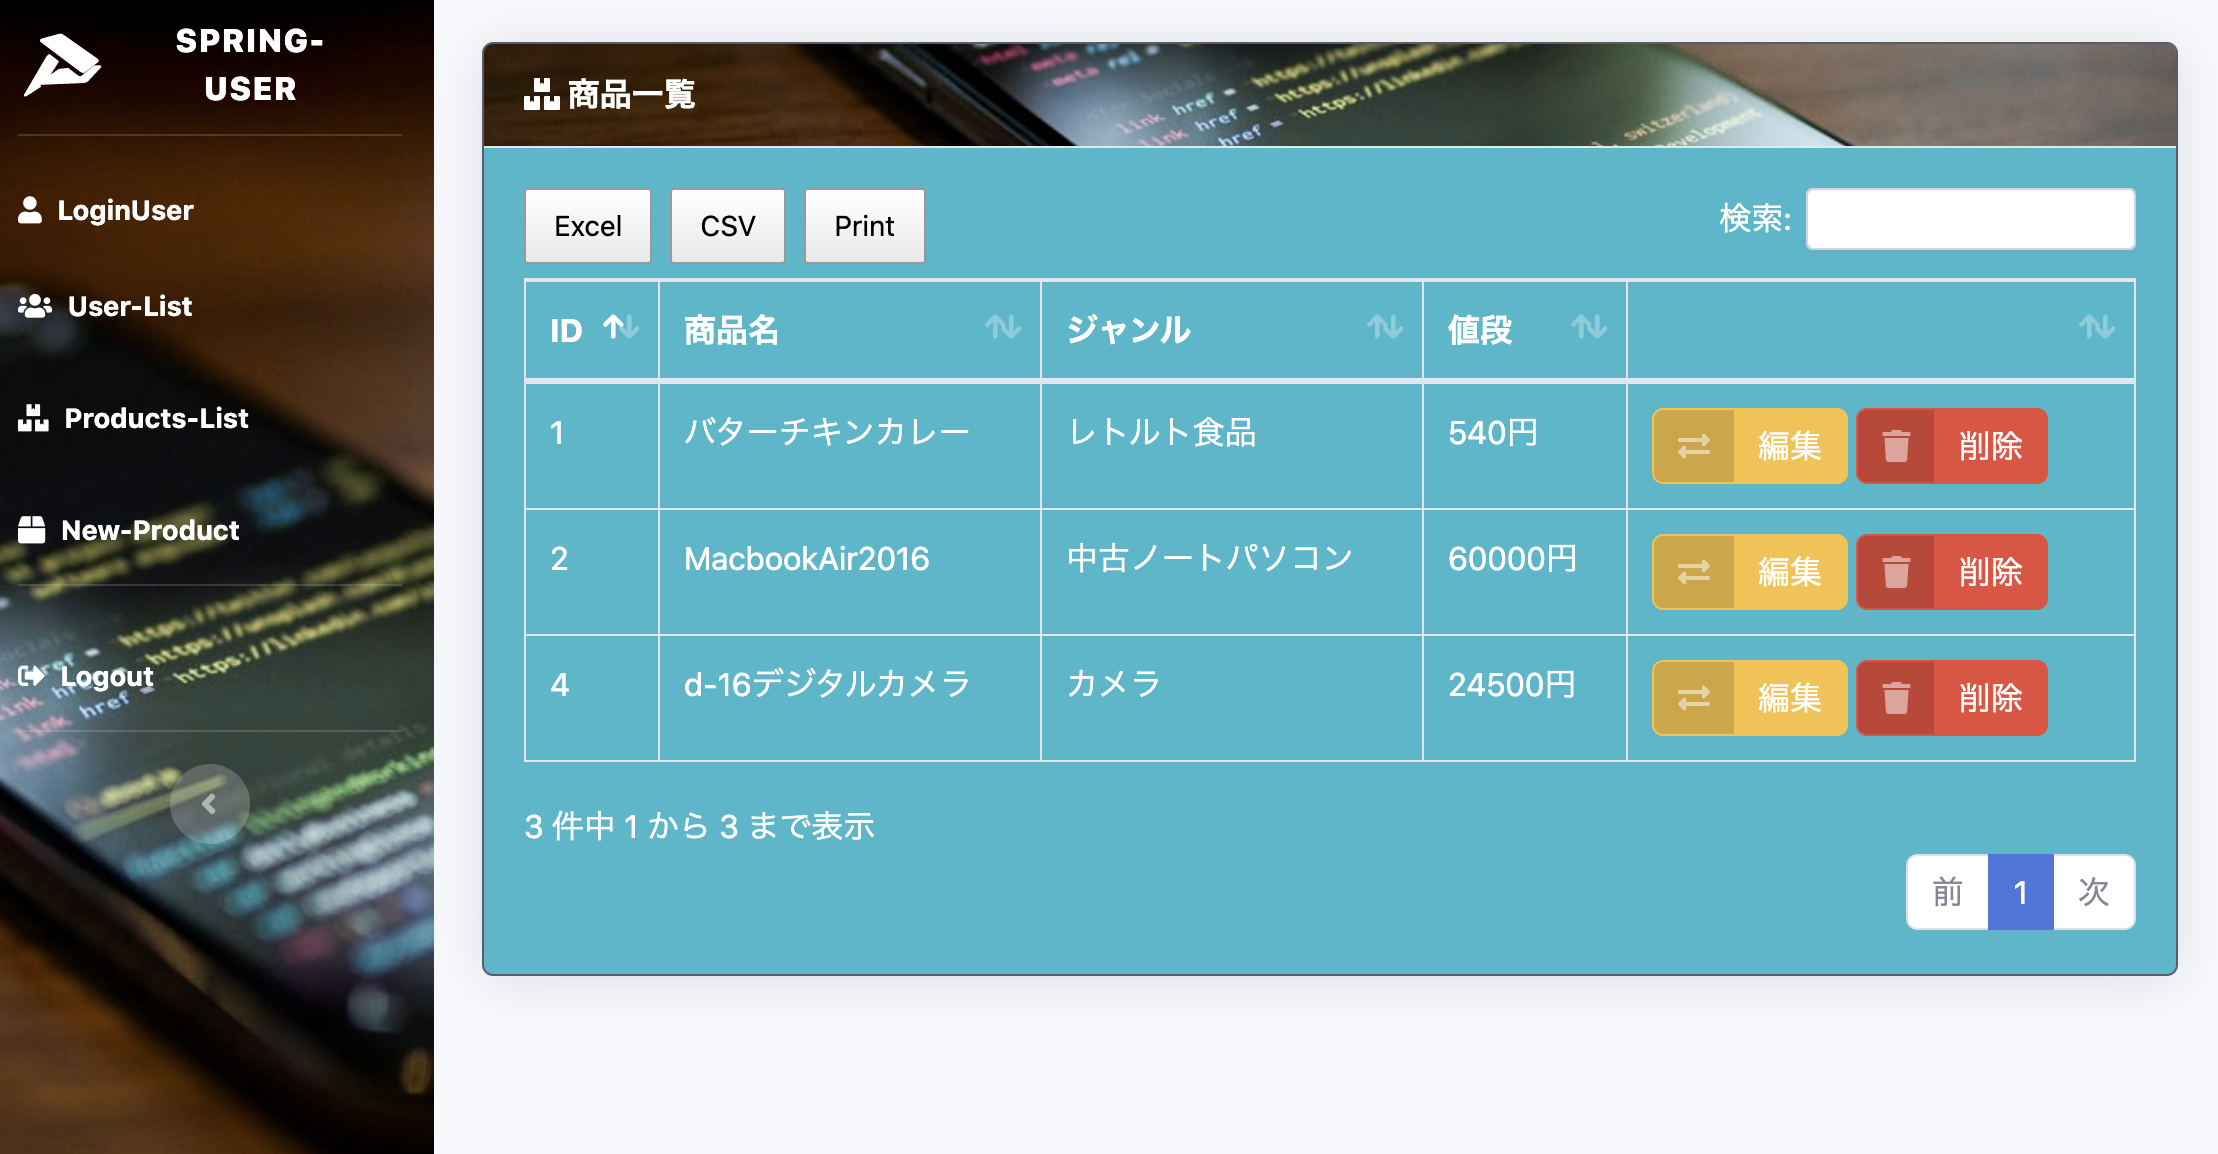 SPRING-
USER
LoginUser
User-List
Products-List
New-Product
Logout
商品一覧
Excel
CSV
Print
検索:
ID 商品名 ジャンル 値段
1 バターチキンカレー レトルト食品 540円 編集 削除
2 MacbookAir2016 中古ノートパソコン 60000円 編集 削除
4 d-16デジタルカメラ カメラ 24500円 編集 削除
3 件中 1 から 3 まで表示
前 1 次